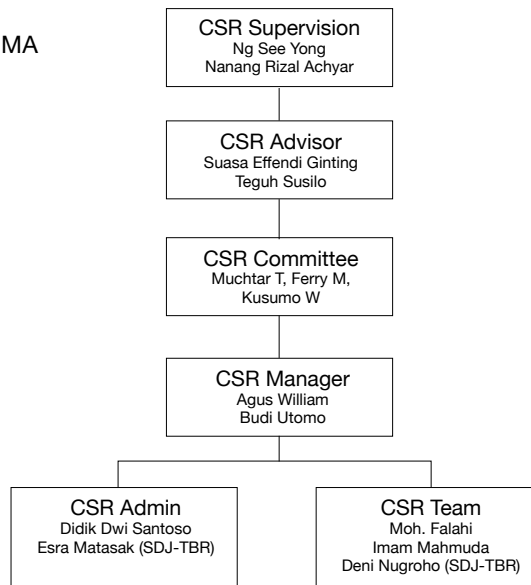 MA
CSR Supervision
Ng See Yong
Nanang Rizal Achyar
CSR Advisor
Suasa Effendi Ginting
Teguh Susilo
CSR Committee
Muchtar T, Ferry M,
Kusumo W
CSR Manager
Agus William
Budi Utomo
CSR Admin
Didik Dwi Santoso
Esra Matasak (SDJ-TBR)
CSR Team
Moh. Falahi
Imam Mahmuda
Deni Nugroho (SDJ-TBR)